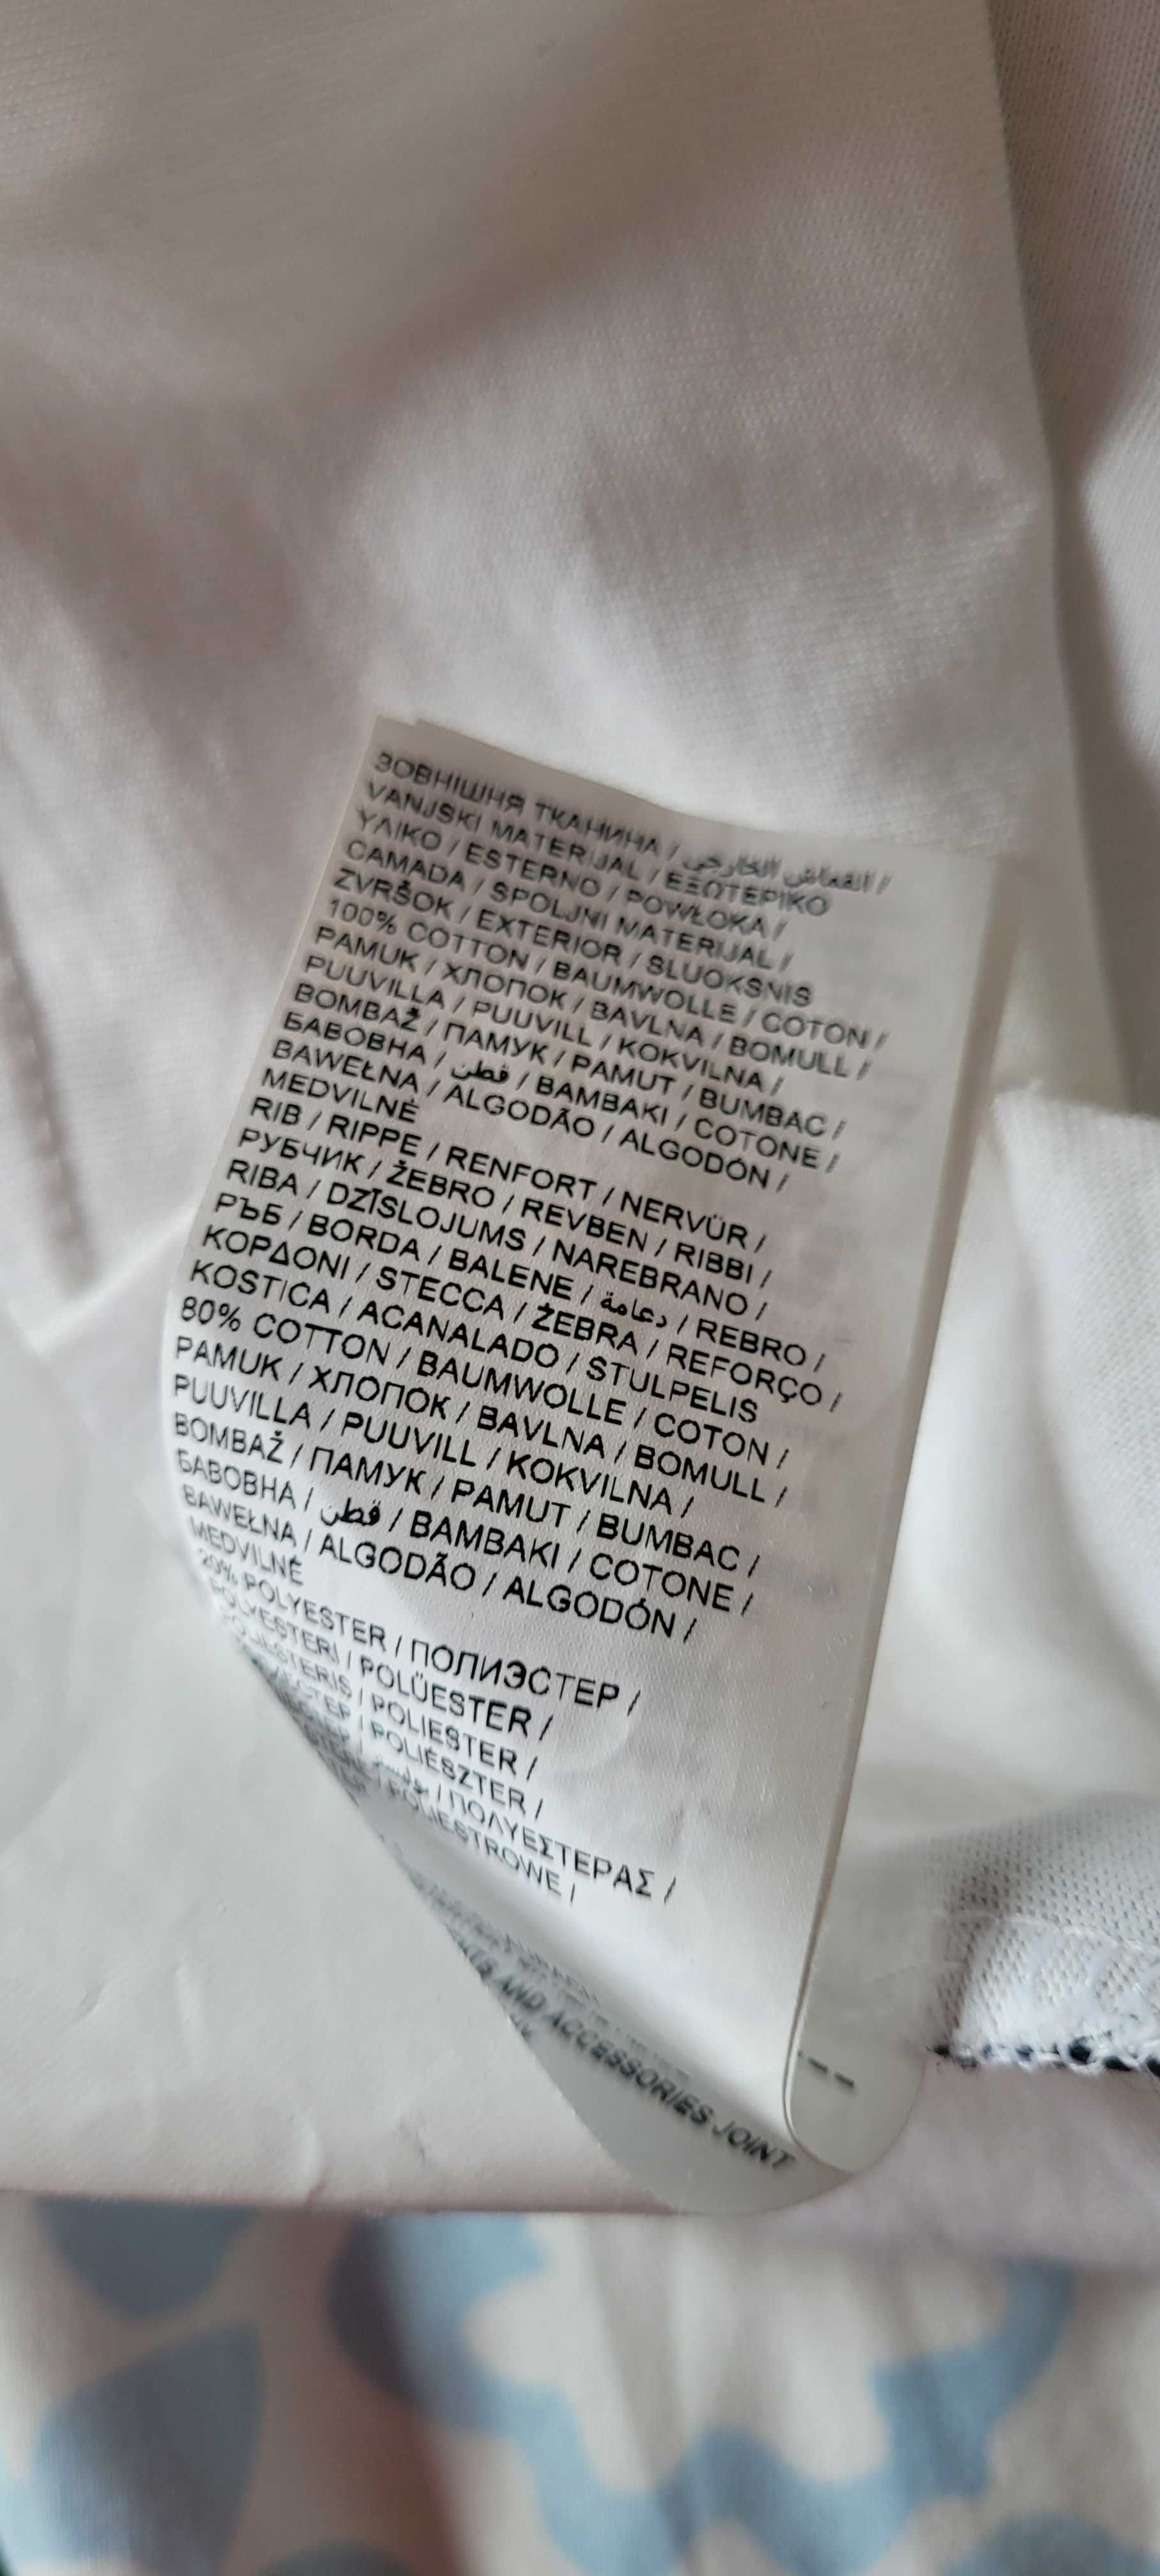 ЗОВНІШНЯ ТКАНИНА / القماش الخارجي /
VANJSKI MATERIJAL / ΕΞΩΤΕΡΙΚΟ
ΥΛΙΚΟ / ESTERNO / POWŁOKA /
CAMADA / SPOLJNI MATERIJAL /
ZVRŠOK / EXTERIOR / SLUOKSNIS
100% COTTON / BAUMWOLLE / COTON /
PAMUK / ХЛОПОК / BAVLNA / BOMULL /
PUUVILLA / PUUVILL / KOKVILNA /
BOMBAŽ / ПАМУК / PAMUT / BUMBAC /
БАВОВНА / قطن / BAMBAKI / COTONE /
BAWEŁNA / ALGODÃO / ALGODÓN /
MEDVILNĖ
RIB / RIPPE / RENFORT / NERVÜR /
РУБЧИК / ŽEBRO / REVBEN / RIBBI /
RIBA / DZĪSLOJUMS / NAREBRANO /
РЪБ / BORDA / BALENE / دعامة / REBRO /
ΚΟΡΔΟΝΙ / STECCA / ŽEBRA / REFORÇO /
KOSTICA / ACANALADO / STULPELIS
80% COTTON / BAUMWOLLE / COTON /
PAMUK / ХЛОПОК / BAVLNA / BOMULL /
PUUVILLA / PUUVILL / KOKVILNA /
BOMBAŽ / ПАМУК / PAMUT / BUMBAC /
БАВОВНА / قطن / BAMBAKI / COTONE /
BAWEŁNA / ALGODÃO / ALGODÓN /
MEDVILNĖ
20% POLYESTER / ПОЛИЭСТЕР /
POLYESTERI / POLÜESTER /
POLIESTERIS / POLIESTER /
/ POLIÉSZTER /
/ ΠΟΛΥΕΣΤΕΡΑΣ /
/ POLIESTROWE /
AND ACCESSORIES JOINT